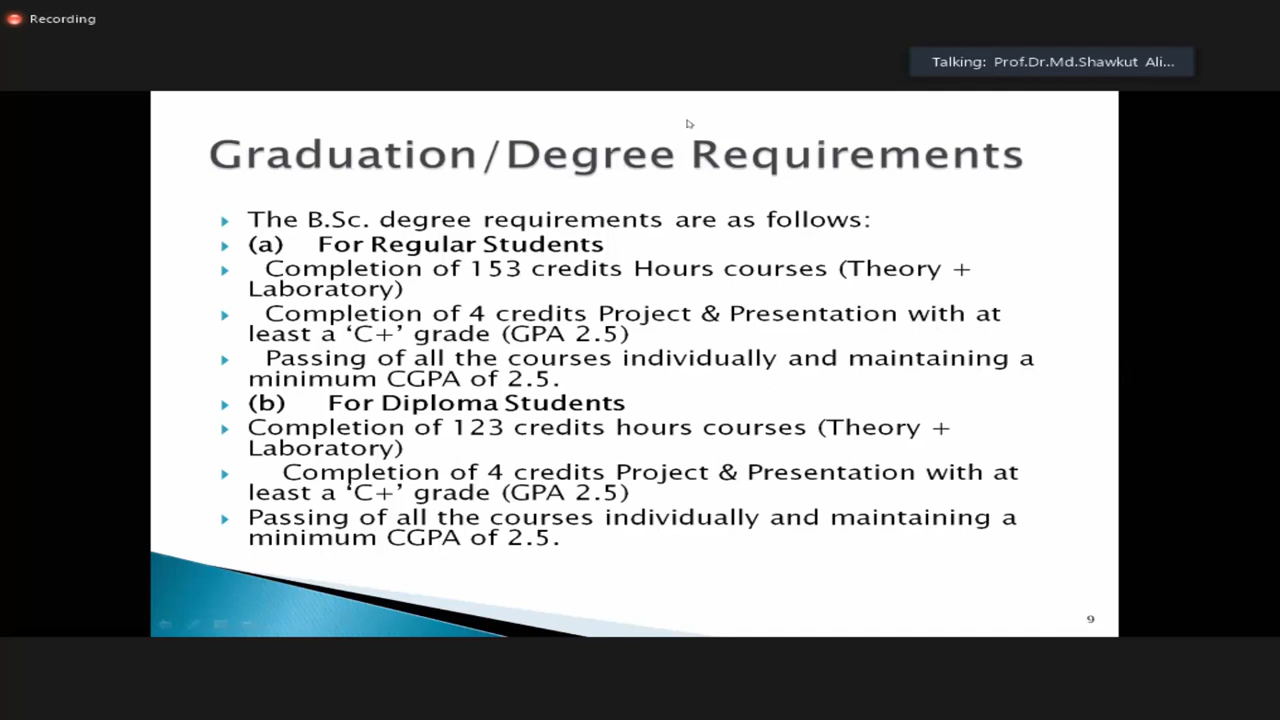 Recording
Talking: Prof.Dr.Md.Shawkut Ali...
Graduation/Degree Requirements
The B.Sc. degree requirements are as follows:
(a) For Regular Students
Completion of 153 credits Hours courses (Theory +
Laboratory)
Completion of 4 credits Project & Presentation with at
least a ‘C+’ grade (GPA 2.5)
Passing of all the courses individually and maintaining a
minimum CGPA of 2.5.
(b) For Diploma Students
Completion of 123 credits hours courses (Theory +
Laboratory)
Completion of 4 credits Project & Presentation with at
least a ‘C+’ grade (GPA 2.5)
Passing of all the courses individually and maintaining a
minimum CGPA of 2.5.
9